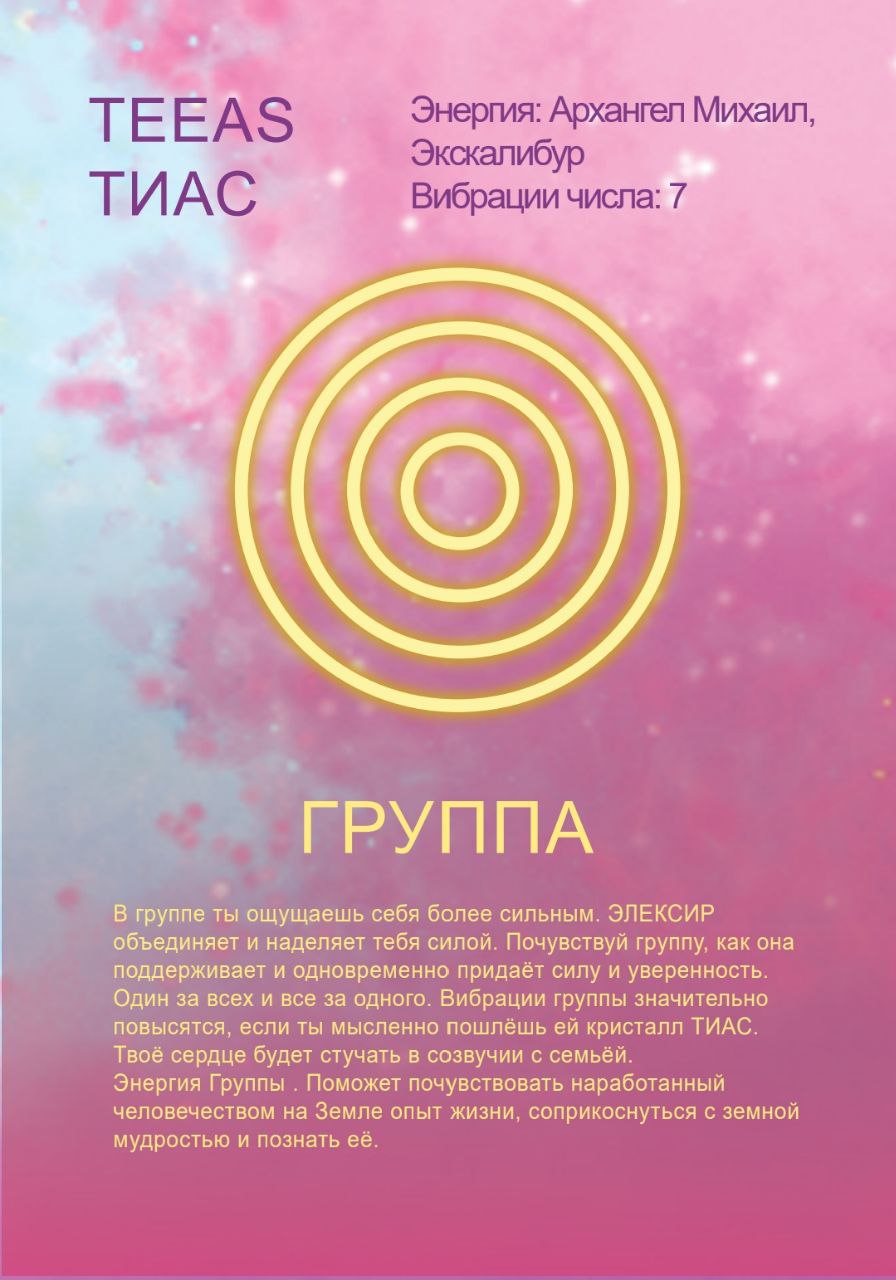 TEEAS
ТИАС
Энергия: Архангел Михаил,
Экскалибур
Вибрации числа: 7
ГРУППА
В группе ты ощущаешь себя более сильным. ЭЛЕКСИР
объединяет и наделяет тебя силой. Почувствуй группу, как она
поддерживает и одновременно придаёт силу и уверенность.
Один за всех и все за одного. Вибрации группы значительно
повысятся, если ты мысленно пошлёшь ей кристалл ТИАС.
Твоё сердце будет стучать в созвучии с семьёй.
Энергия Группы . Поможет почувствовать наработанный
человечеством на Земле опыт жизни, соприкоснуться с земной
мудростью и познать её.